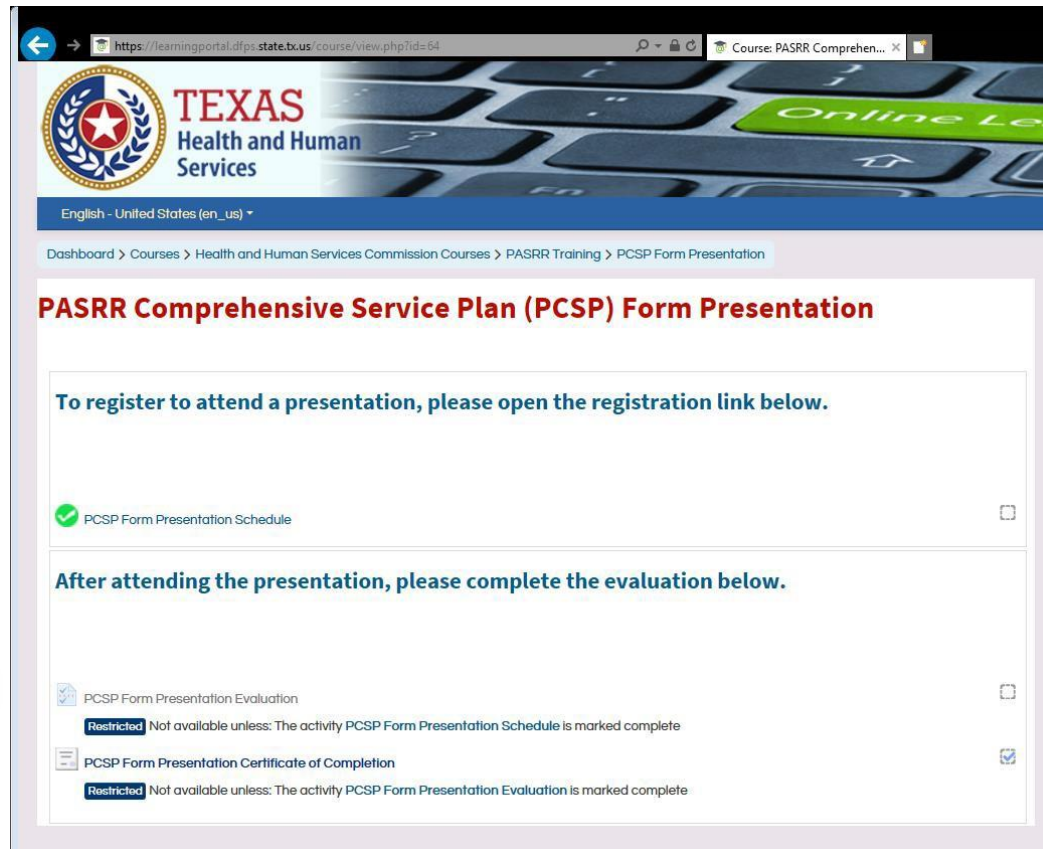 https://learningportal.dfps.state.tx.us/course/view.php?id=64
Course: PASRR Comprehen...
TEXAS
Health and Human
Services
Online Le
Fn
English - United States (en_us)
Dashboard > Courses > Health and Human Services Commission Courses > PASRR Training > PCSP Form Presentation
PASRR Comprehensive Service Plan (PCSP) Form Presentation
To register to attend a presentation, please open the registration link below.
PCSP Form Presentation Schedule
After attending the presentation, please complete the evaluation below.
PCSP Form Presentation Evaluation
Restricted Not available unless: The activity PCSP Form Presentation Schedule is marked complete
PCSP Form Presentation Certificate of Completion
Restricted Not available unless: The activity PCSP Form Presentation Evaluation is marked complete